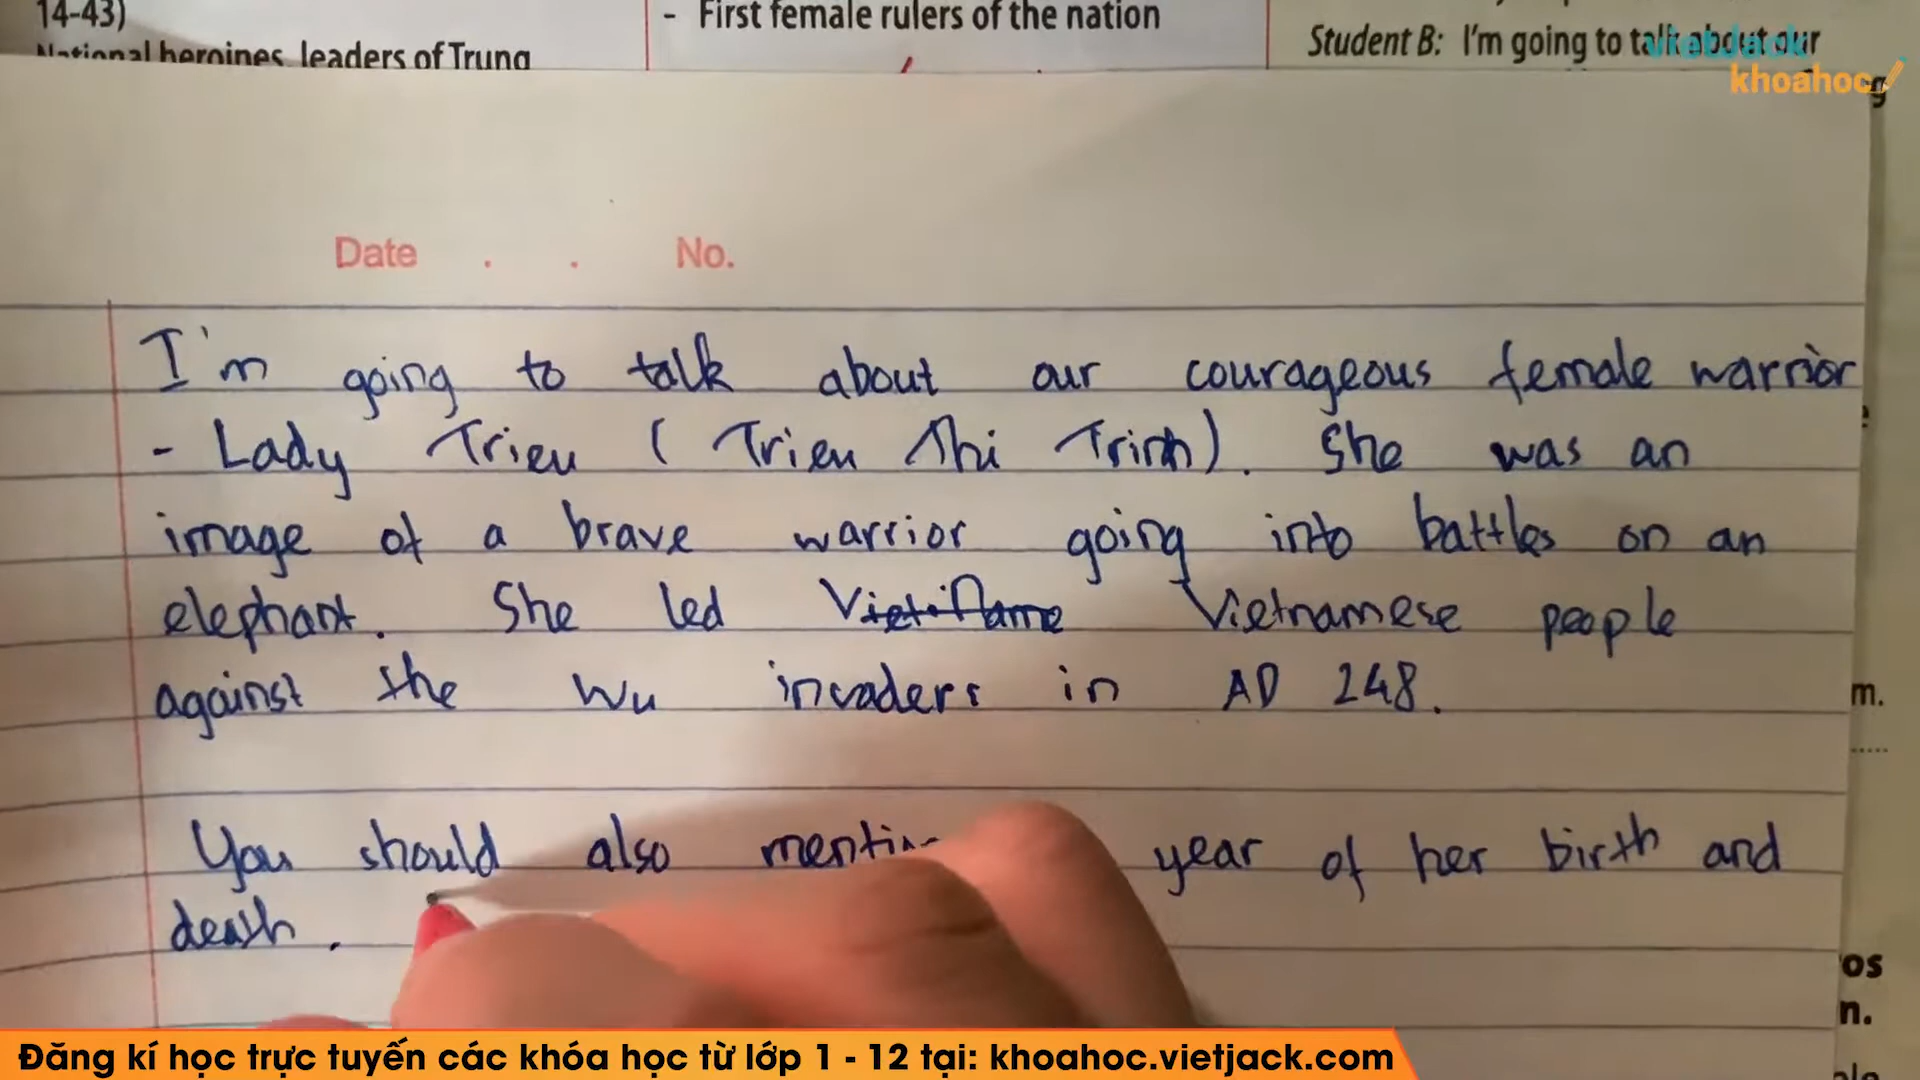 14-43)
National heroines, leaders of Trung
- First female rulers of the nation
Student B: I'm going to talk about our
vietjack
khoahoc
g
Date . . No.
I'm going to talk about our courageous female warrior
- Lady Trieu ( Trieu Thi Trinh). She was an
image of a brave warrior going into battles on an
elephant. She led Vietnamese people
against the Wu invaders in AD 248.
m.
You should also year of her birth and
death.
os
n.
Đăng kí học trực tuyến các khóa học từ lớp 1 - 12 tại: khoahoc.vietjack.com